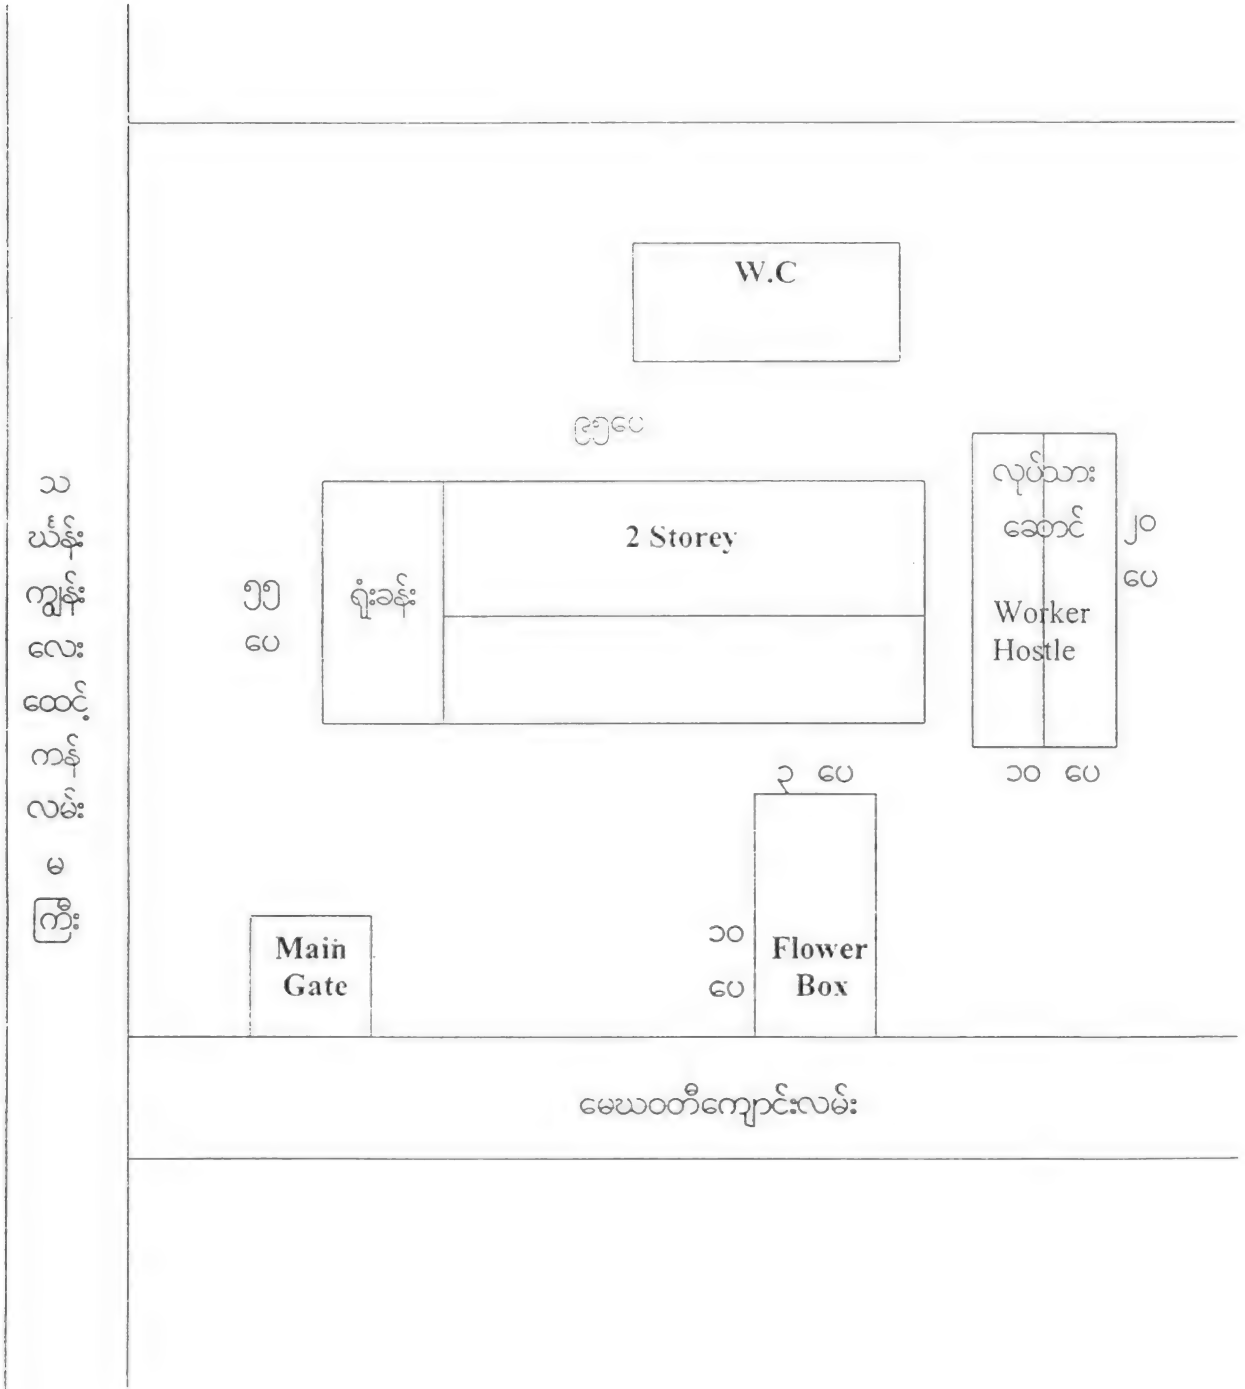 W.C
၉၅ပေ
သ
ဃၤန်း
ကျွန်း
လေး
ထောင့်
ကန်
လမ်း
မ
ကြီး
၅၅
ပေ
ရုံးခန်း
2 Storey
လုပ်သား
ဆောင်
Worker
Hostle
၂၀
ပေ
၁၀ ပေ
၃ ပေ
၁၀
ပေ
Flower
Box
Main
Gate
မေဃဝတီကျောင်းလမ်း